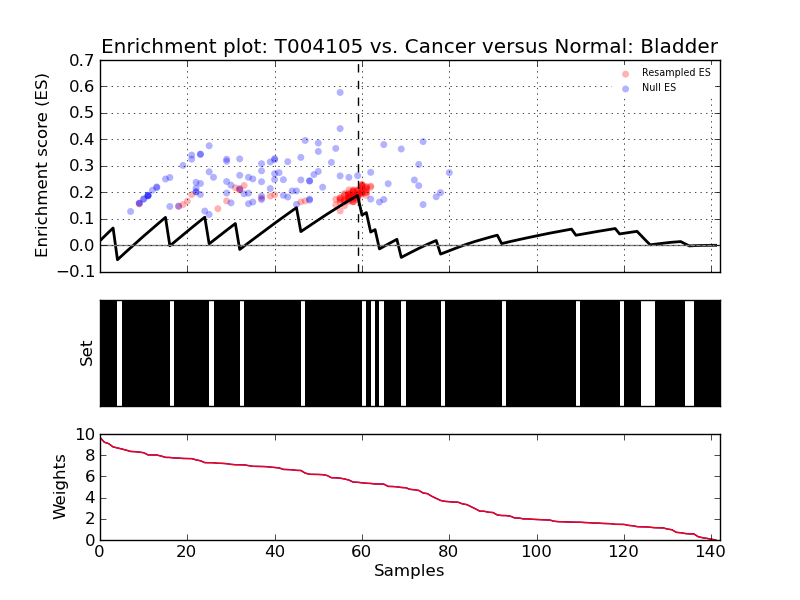 Enrichment plot: T004105 vs. Cancer versus Normal: Bladder
Enrichment score (ES)
0.7
0.6
0.5
0.4
0.3
0.2
0.1
0.0
−0.1
Resampled ES
Null ES
Set
Weights
10
8
6
4
2
0
0 20 40 60 80 100 120 140
Samples